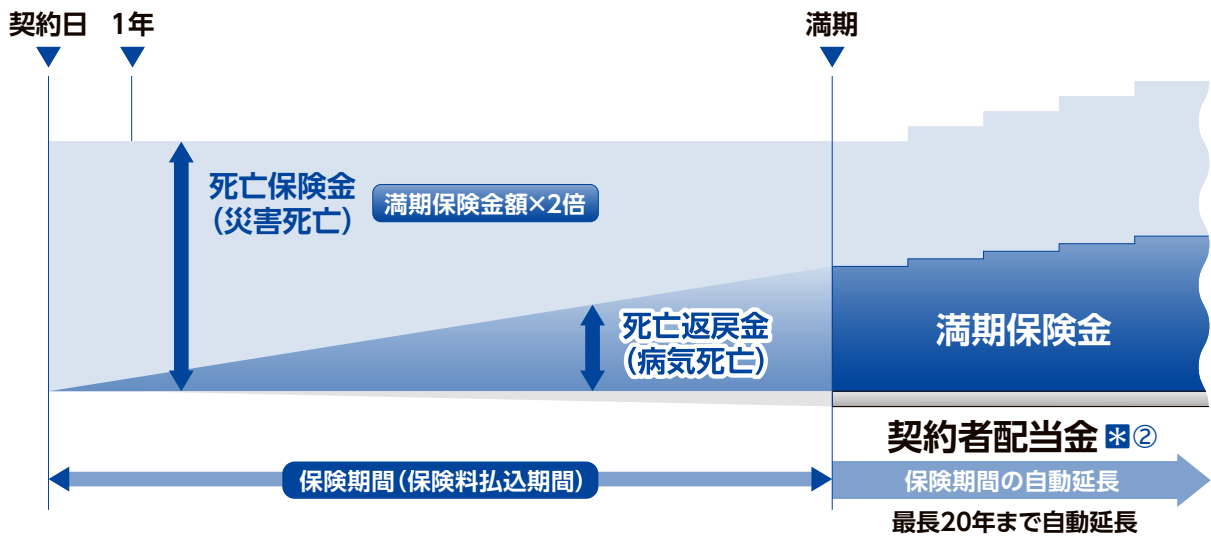 契約日 1年 満期
死亡保険金
(災害死亡)
満期保険金額×2倍
死亡返戻金
(病気死亡)
満期保険金
契約者配当金*②
保険期間(保険料払込期間)
保険期間の自動延長
最長20年まで自動延長